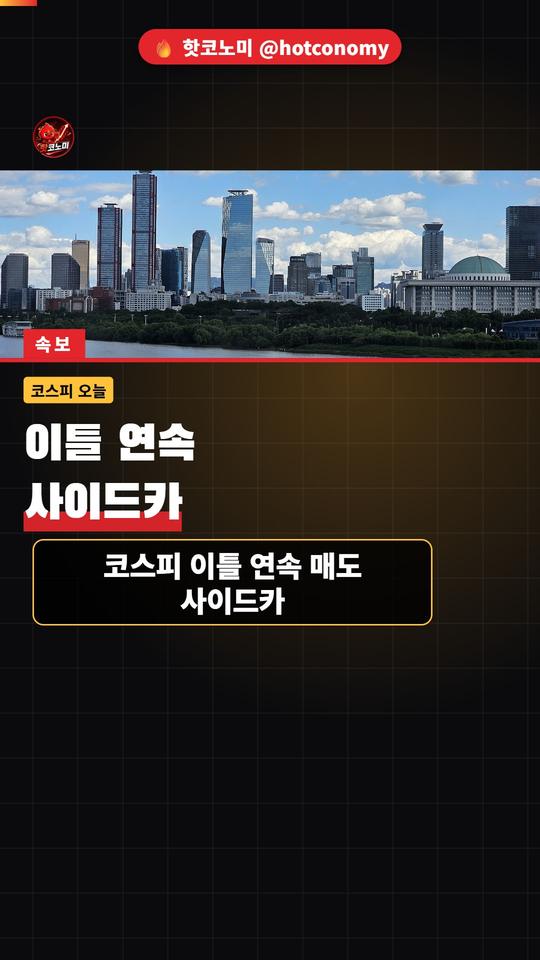 🔥 핫코노미 @hotconomy
핫코노미
속보
코스피 오늘
이틀 연속
사이드카
코스피 이틀 연속 매도
사이드카